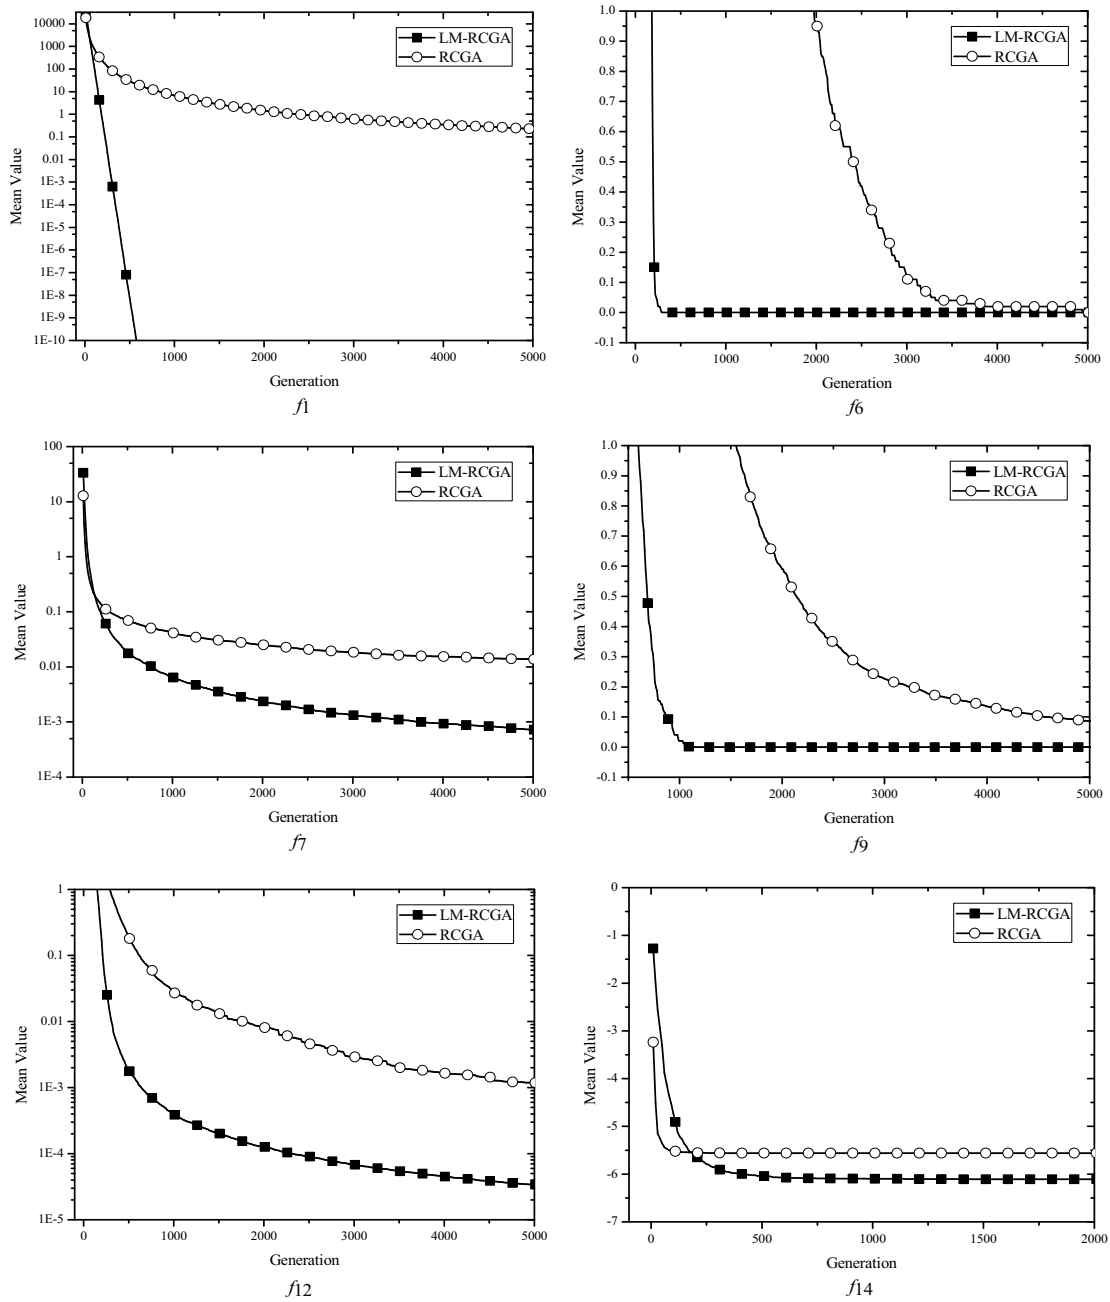 10000
1000
100
10
1
0.1
0.01
1E-3
1E-4
1E-5
1E-6
1E-7
1E-8
1E-9
1E-10
Mean Value
LM-RCGA
RCGA
0
1000
2000
3000
4000
5000
Generation
f1
1.0
0.9
0.8
0.7
0.6
0.5
0.4
0.3
0.2
0.1
0.0
-0.1
Mean Value
LM-RCGA
RCGA
0
1000
2000
3000
4000
5000
Generation
f6
100
10
1
0.1
0.01
1E-3
1E-4
Mean Value
LM-RCGA
RCGA
0
1000
2000
3000
4000
5000
Generation
f7
1.0
0.9
0.8
0.7
0.6
0.5
0.4
0.3
0.2
0.1
0.0
-0.1
Mean Value
LM-RCGA
RCGA
1000
2000
3000
4000
5000
Generation
f9
1
0.1
0.01
1E-3
1E-4
1E-5
Mean Value
LM-RCGA
RCGA
0
1000
2000
3000
4000
5000
Generation
f12
0
-1
-2
-3
-4
-5
-6
-7
Mean Value
LM-RCGA
RCGA
0
500
1000
1500
2000
Generation
f14